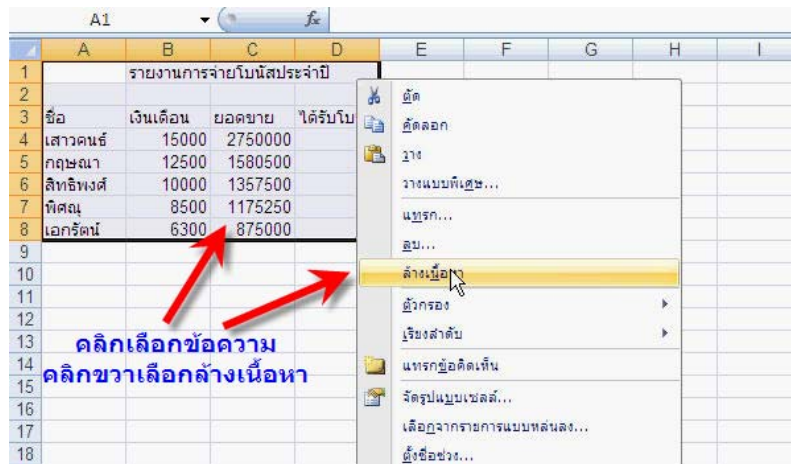 A1 fx
A B C D E F G H I
1 รายงานการจ่ายโบนัสประจำปี
2
3 ชื่อ เงินเดือน ยอดขาย ได้รับโบ
4 เสาวคนธ์ 15000 2750000
5 กฤษณา 12500 1580500
6 สิทธิพงศ์ 10000 1357500
7 พิศณุ 8500 1175250
8 เอกรัตน์ 6300 875000
9
10
11
12
13
14
15
16
17
18
ตัด
คัดลอก
วาง
วางแบบพิเศษ...
แทรก...
ลบ...
ล้างเนื้อหา
ตัวกรอง
เรียงลำดับ
แทรกข้อคิดเห็น
จัดรูปแบบเซลล์...
เลือกจากรายการแบบหล่นลง...
ตั้งชื่อช่วง...
คลิกเลือกข้อความ
คลิกขวาเลือกล้างเนื้อหา